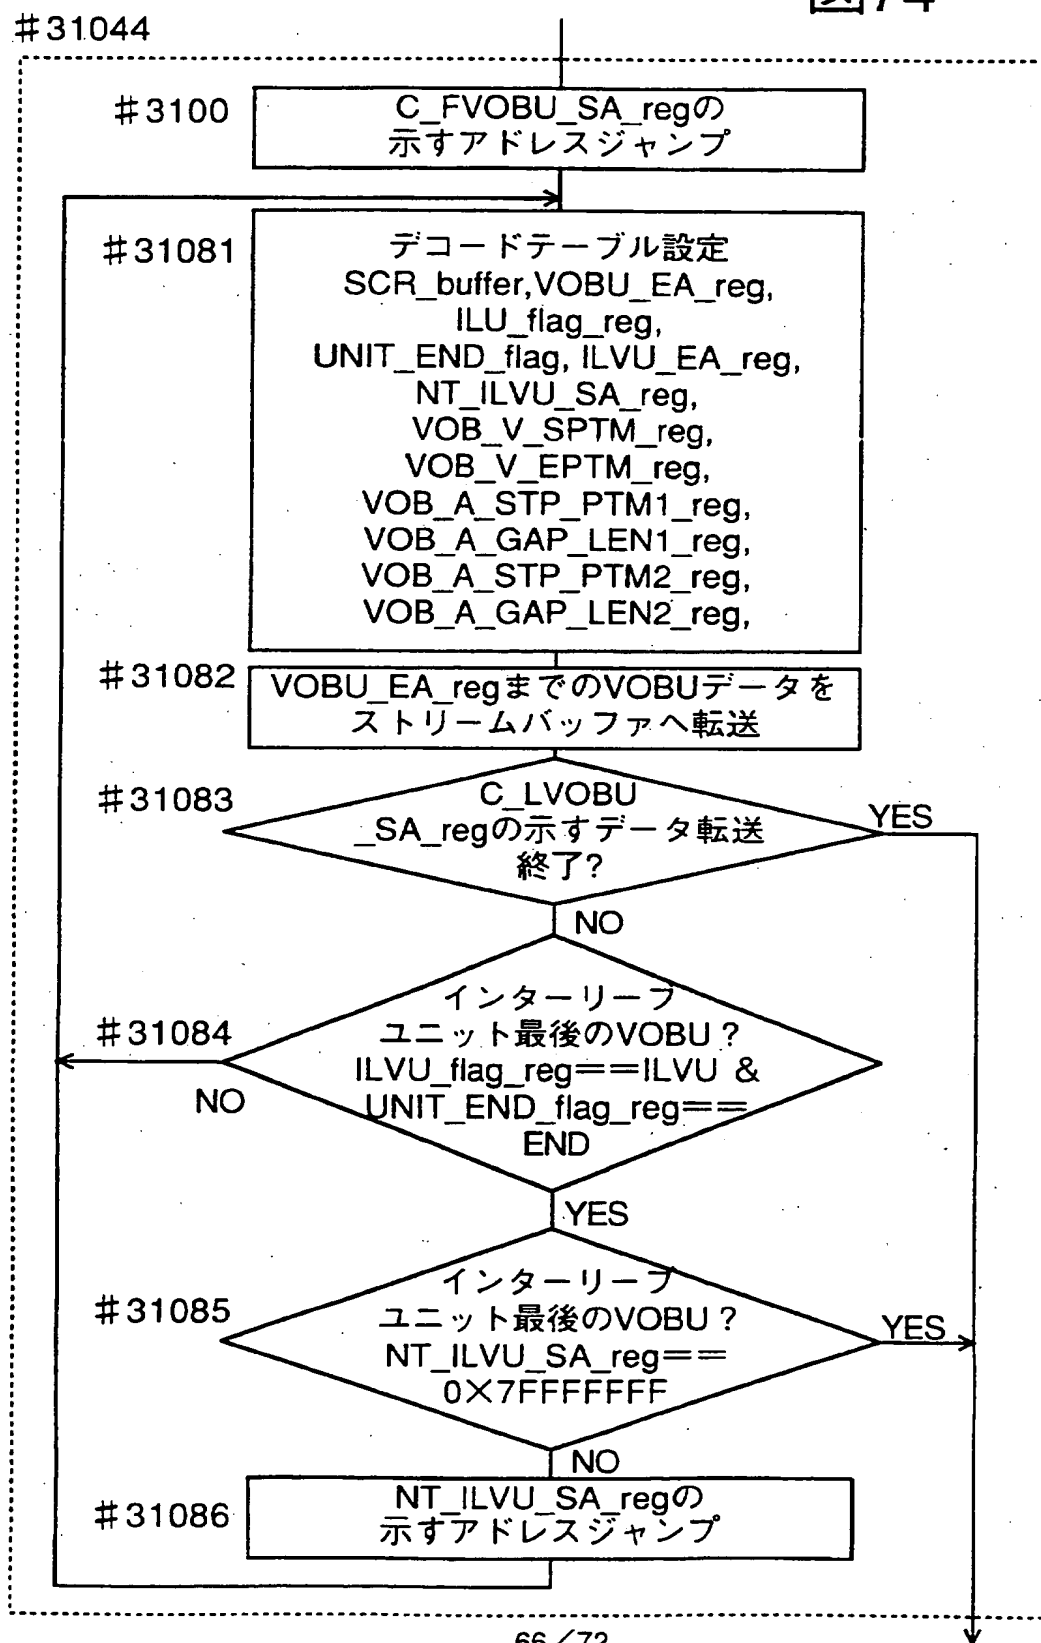 図74
#31044
#3100
C_FVOBU_SA_regの
示すアドレスジャンプ
#31081
デコードテーブル設定
SCR_buffer,VOBU_EA_reg,
ILU_flag_reg,
UNIT_END_flag, ILVU_EA_reg,
NT_ILVU_SA_reg,
VOB_V_SPTM_reg,
VOB_V_EPTM_reg,
VOB_A_STP_PTM1_reg,
VOB_A_GAP_LEN1_reg,
VOB_A_STP_PTM2_reg,
VOB_A_GAP_LEN2_reg,
#31082
VOBU_EA_regまでのVOBUデータを
ストリームバッファへ転送
#31083
C_LVOBU
_SA_regの示すデータ転送
終了?
YES
NO
#31084
インターリーブ
ユニット最後のVOBU?
ILVU_flag_reg==ILVU &
UNIT_END_flag_reg==
END
NO
YES
#31085
インターリーブ
ユニット最後のVOBU?
NT_ILVU_SA_reg==
0×7FFFFFFF
YES
NO
#31086
NT_ILVU_SA_regの
示すアドレスジャンプ
66/72